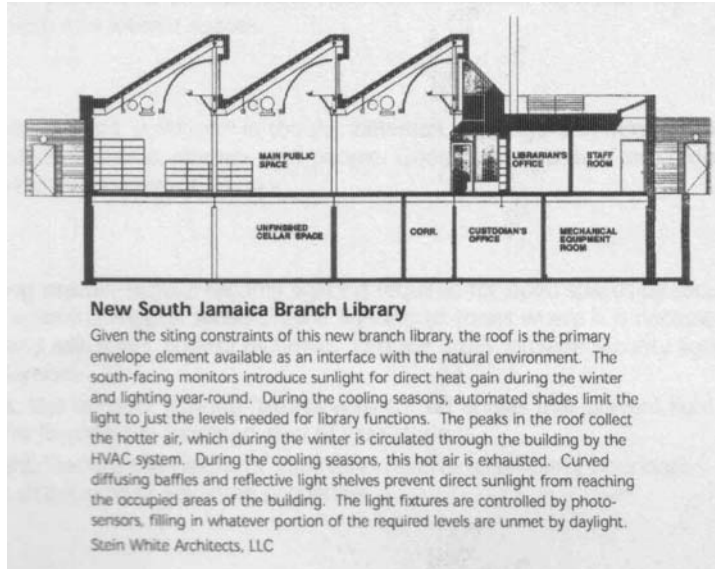 MAIN PUBLIC
SPACE
LIBRARIAN'S
OFFICE
STAFF
ROOM
UNFINISHED
CELLAR SPACE
CORR.
CUSTODIAN'S
OFFICE
MECHANICAL
EQUIPMENT
ROOM
New South Jamaica Branch Library
Given the siting contraints of this new branch library, the roof is the primary
envelope element available as an interface with the natural environment. The
south-facing monitors introduce sunlight for direct heat gain during the winter
and lighting year-round. During the cooling seasons, automated shades limit the
light to just the levels needed for library functions. The peaks in the roof collect
the hotter air, which during the winter is circulated through the building by the
HVAC system. During the cooling seasons, this hot air is exhausted. Curved
diffusing baffles and reflective light shelves prevent direct sunlight from reaching
the occupied areas of the building. The light fixtures are controlled by photo-
sensors, filling in whatever portion of the required levels are unmet by daylight.
Stein White Architects, LLC